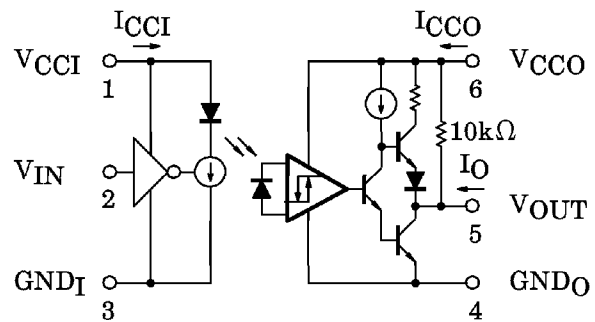 ICCI
ICCO
VCCI
1
6
VCCO
10kΩ
IO
VIN
2
5
VOUT
GNDI
3
4
GNDO